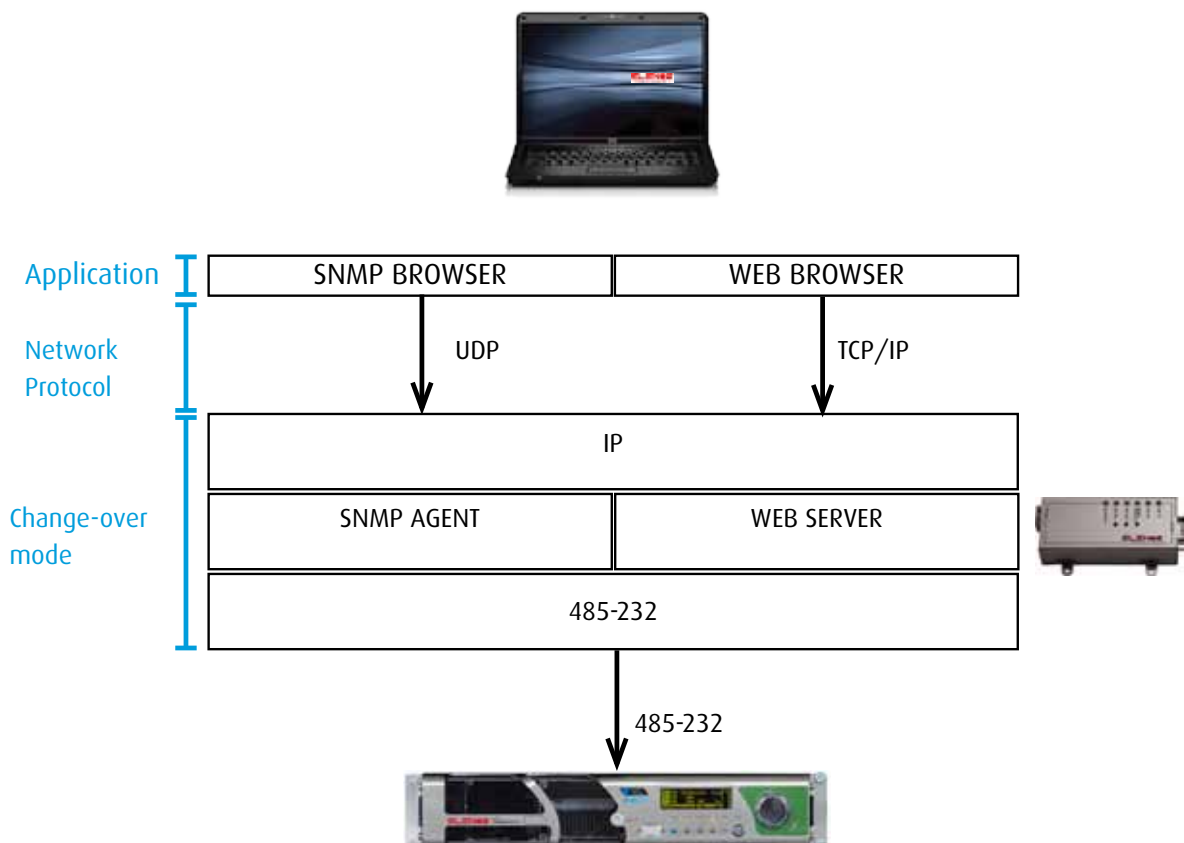 Application
SNMP BROWSER
WEB BROWSER
Network
Protocol
UDP
TCP/IP
IP
Change-over
mode
SNMP AGENT
WEB SERVER
485-232
485-232